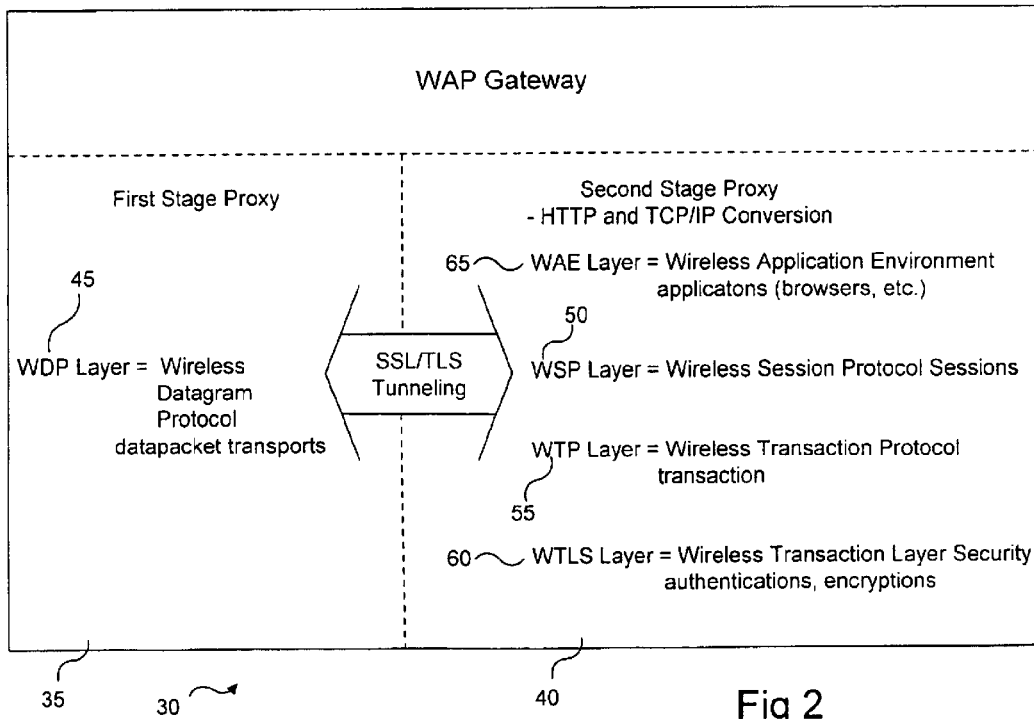 WAP Gateway
First Stage Proxy
45
WDP Layer = Wireless
Datagram
Protocol
datapacket transports
SSL/TLS
Tunneling
Second Stage Proxy
- HTTP and TCP/IP Conversion
65
WAE Layer = Wireless Application Environment
applicatons (browsers, etc.)
50
WSP Layer = Wireless Session Protocol Sessions
WTP Layer = Wireless Transaction Protocol
transaction
55
60
WTLS Layer = Wireless Transaction Layer Security
authentications, encryptions
35
30
40
Fig 2